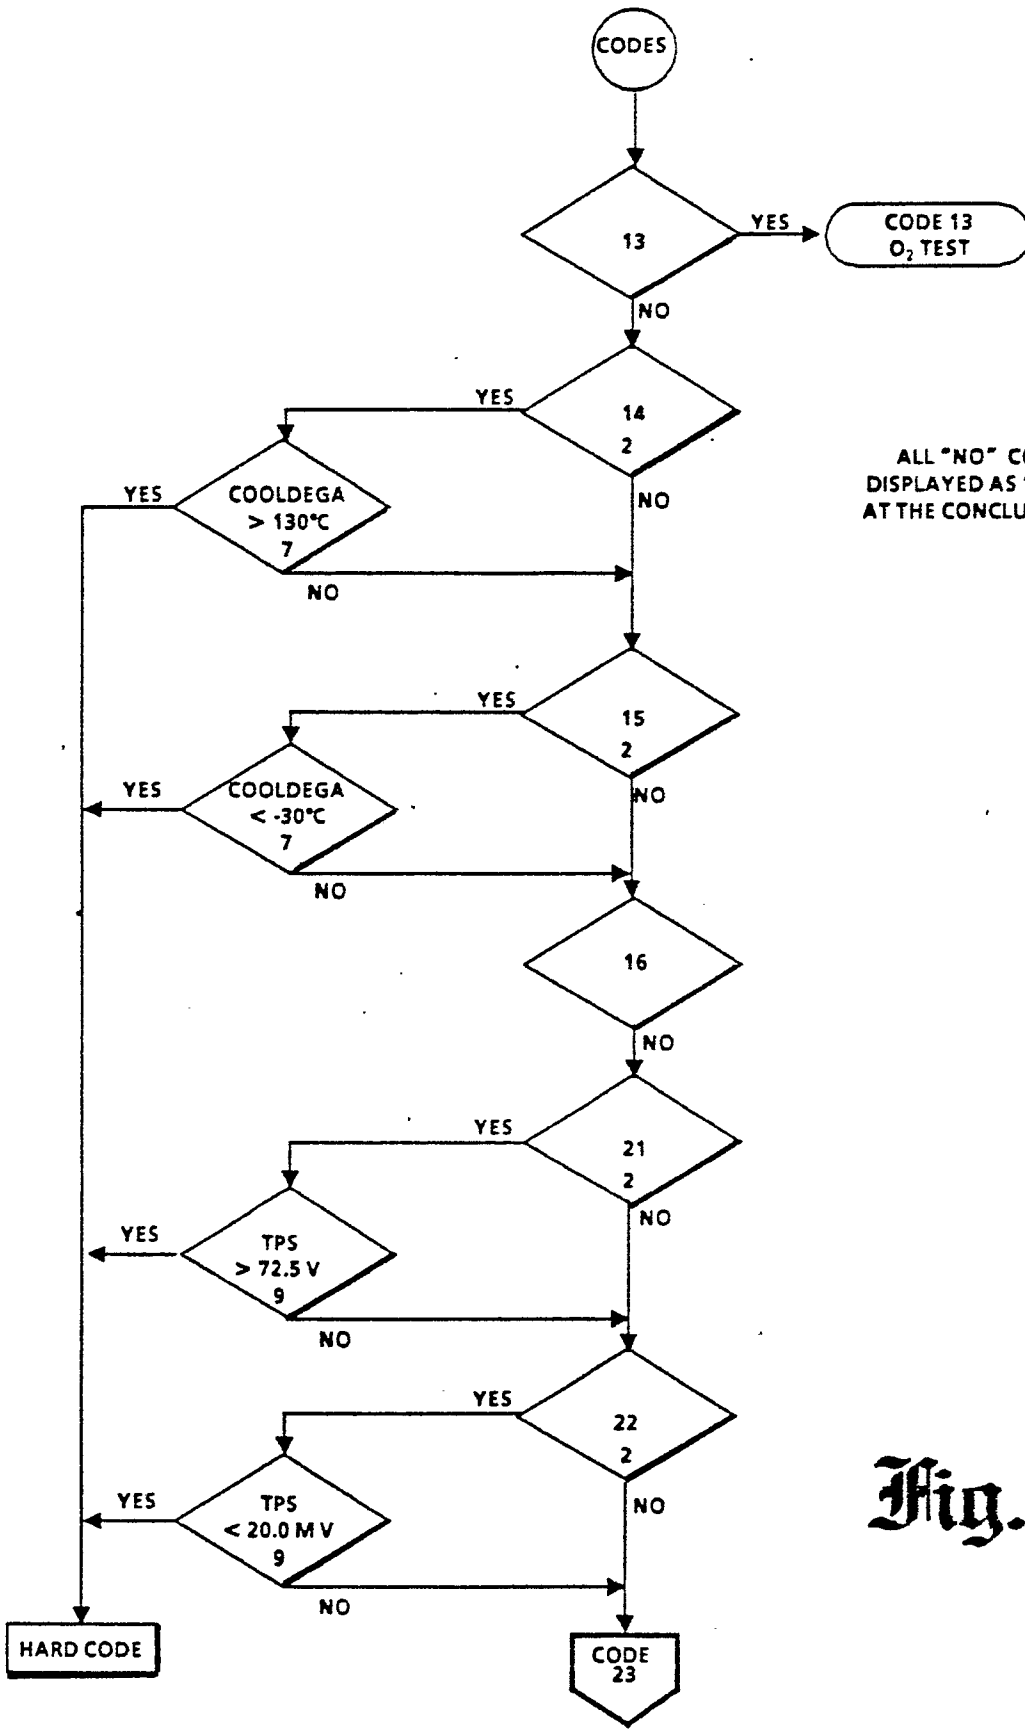 CODES
13
YES
CODE 13
O₂ TEST
NO
YES
14
2
NO
ALL "NO"
DISPLAYED AS
AT THE
YES
COOLDEGA
> 130°C
7
NO
YES
15
2
NO
YES
COOLDEGA
< -30°C
7
NO
16
NO
YES
21
2
NO
YES
TPS
> 72.5 V
9
NO
YES
22
2
NO
YES
TPS
< 20.0 M V
9
NO
HARD CODE
CODE
23
Fig.